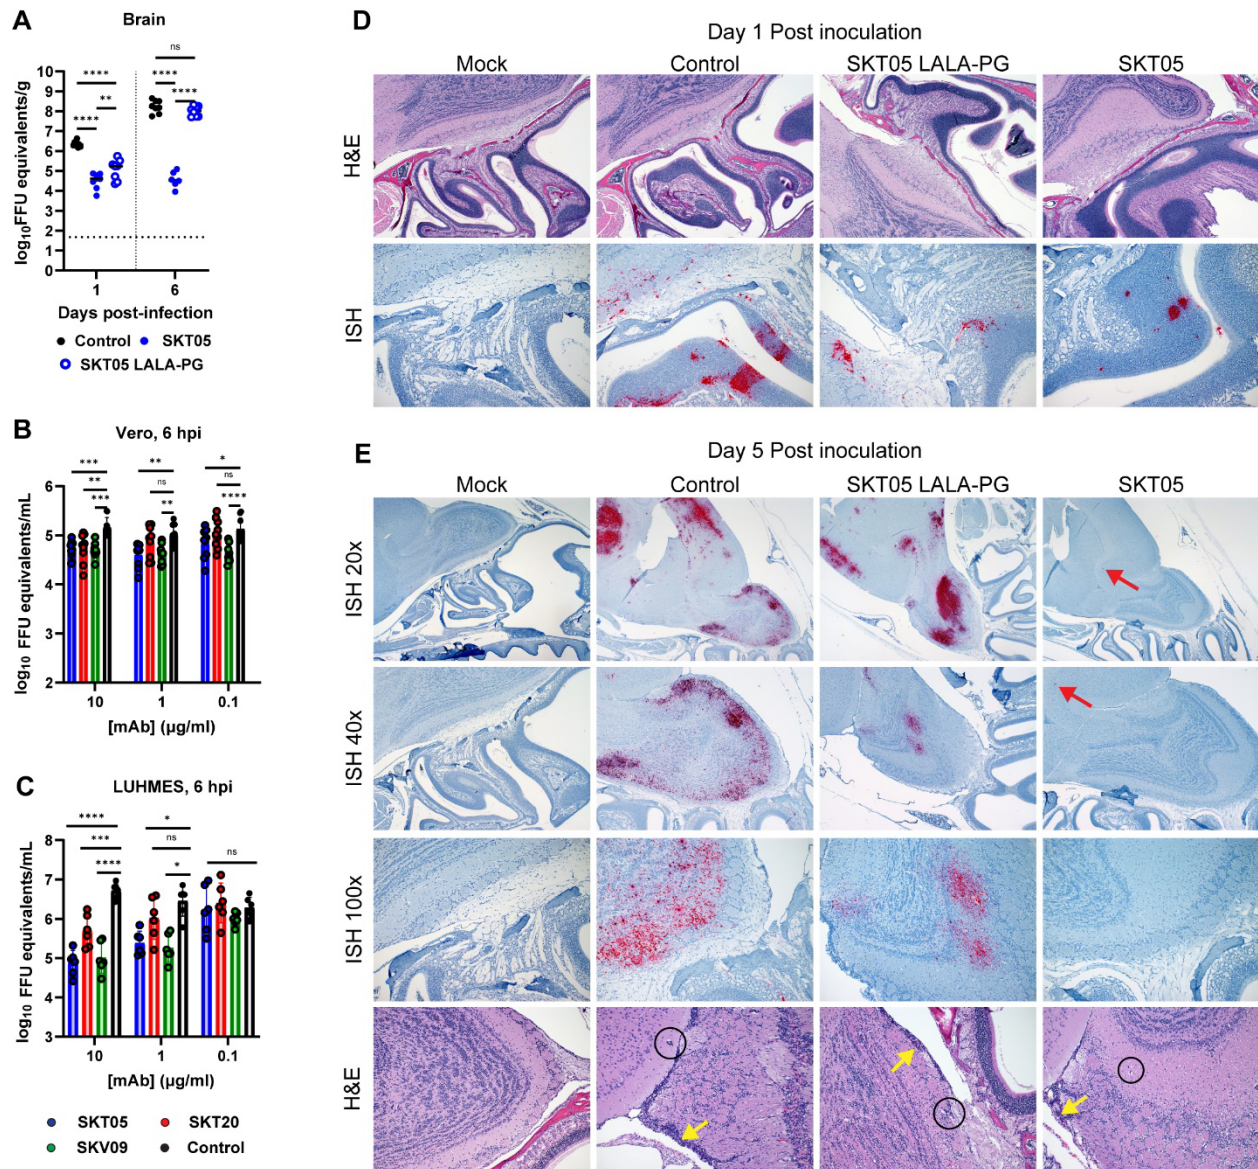 A
Brain
ns
**** ****
** ****
****
log10FFU equivalents/g
10
9
8
7
6
5
4
3
2
1
0
1 6
Days post-infection
Control SKT05
SKT05 LALA-PG
B
Vero, 6 hpi
*** ** *
** ns ns
*** ** ****
log10 FFU equivalents/mL
6
5
4
3
2
10 1 0.1
[mAb] (µg/ml)
C
LUHMES, 6 hpi
**** * ns
*** ns
**** *
log10 FFU equivalents/mL
8
7
6
5
4
3
10 1 0.1
[mAb] (µg/ml)
SKT05 SKT20
SKV09 Control
D
Day 1 Post inoculation
Mock Control SKT05 LALA-PG SKT05
H&E
ISH
E
Day 5 Post inoculation
Mock Control SKT05 LALA-PG SKT05
ISH 20x
ISH 40x
ISH 100x
H&E